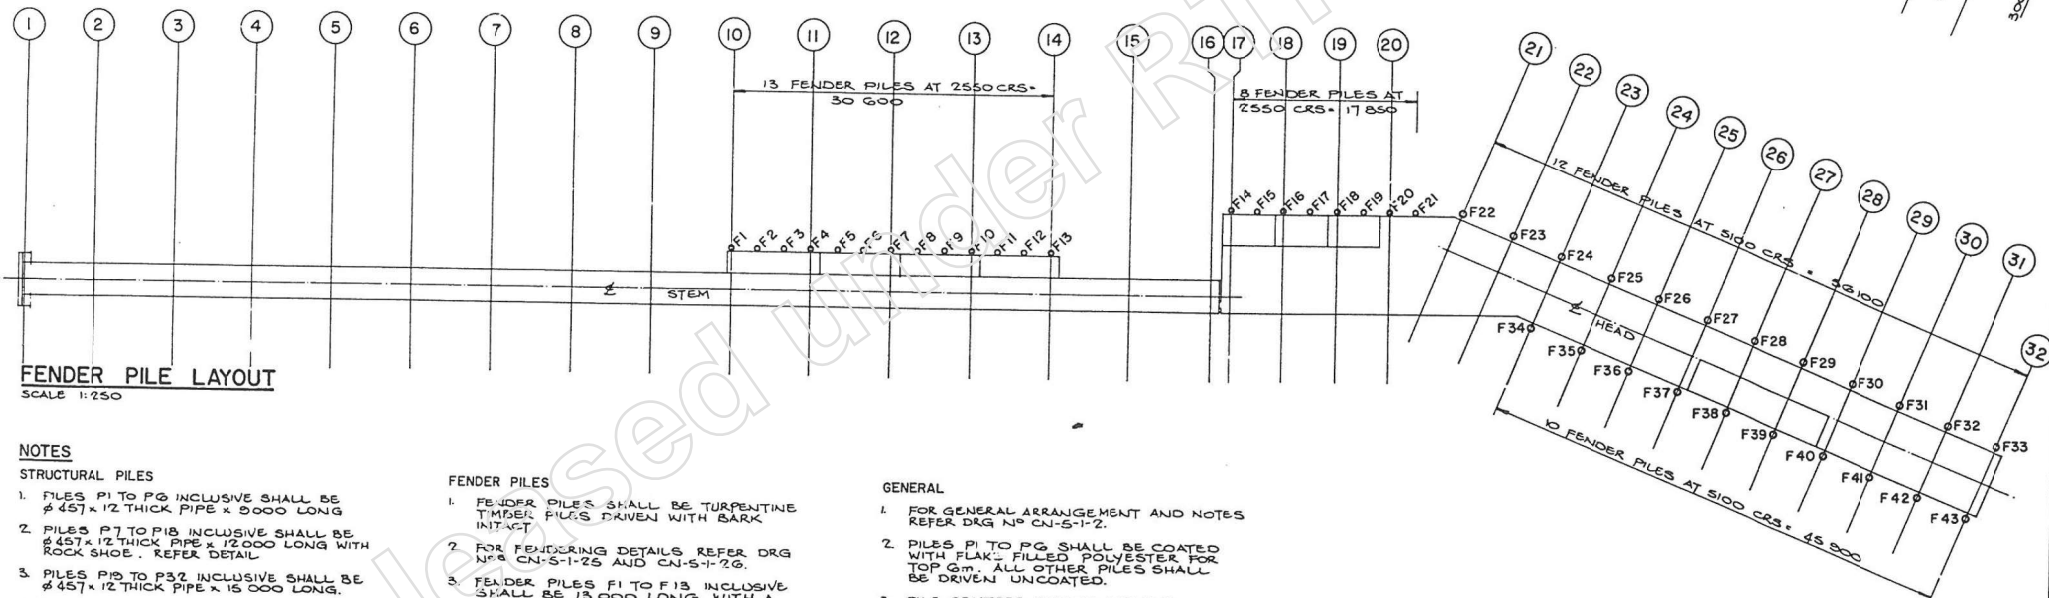 1 2 3 4 5 6 7 8 9 10 11 12 13 14 15 16 17 18 19 20 21 22 23 24 25 26 27 28 29 30 31 32
13 FENDER PILES AT 2550 CRS=
30 600
8 FENDER PILES AT
2550 CRS= 17 850
12 FENDER PILES AT 5100 CRS = 56100
F1 F2 F3 F4 F5 F6 F7 F8 F9 F10 F11 F12 F13
F14 F15 F16 F17 F18 F19 F20 F21
F22 F23 F24 F25 F26 F27 F28 F29 F30 F31 F32 F33
℄ STEM
℄ HEAD
F34 F35 F36 F37 F38 F39 F40 F41 F42 F43
10 FENDER PILES AT 5100 CRS= 45 900
FENDER PILE LAYOUT
SCALE 1:250
NOTES
STRUCTURAL PILES
1. PILES P1 TO P6 INCLUSIVE SHALL BE
φ 457 x 12 THICK PIPE x 9000 LONG
2 PILES P7 TO P18 INCLUSIVE SHALL BE
φ 457 x 12 THICK PIPE x 12 000 LONG WITH
ROCK SHOE. REFER DETAIL
3. PILES P19 TO P32 INCLUSIVE SHALL BE
φ 457 x 12 THICK PIPE x 15 000 LONG.
FENDER PILES
1. FENDER PILES SHALL BE TURPENTINE
TIMBER PILES DRIVEN WITH BARK
INTACT
2 FOR FENDERING DETAILS REFER DRG
NOS CN-5-1-25 AND CN-5-1-26.
3. FENDER PILES F1 TO F13 INCLUSIVE
SHALL BE 13 000 LONG WITH A
GENERAL
1. FOR GENERAL ARRANGEMENT AND NOTES
REFER DRG Nº CN-5-1-2.
2. PILES P1 TO P6 SHALL BE COATED
WITH FLAKE FILLED POLYESTER FOR
TOP 6m. ALL OTHER PILES SHALL
BE DRIVEN UNCOATED.
leased under RTI